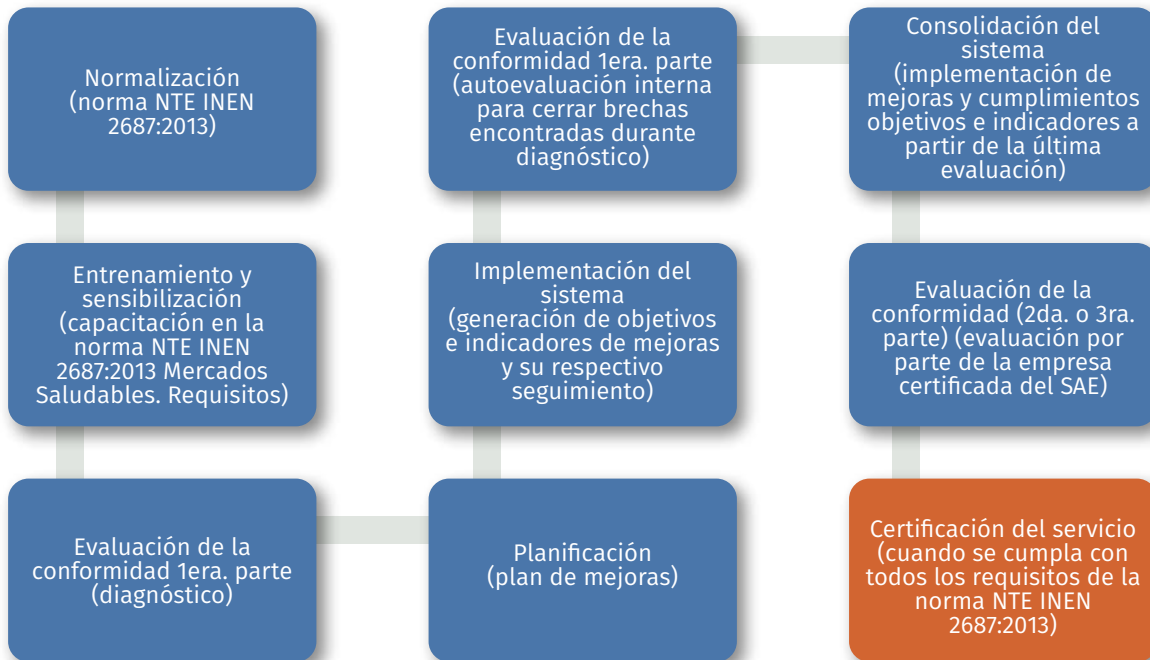 Normalización
(norma NTE INEN
2687:2013)
Entrenamiento y
sensibilización
(capacitación en la
norma NTE INEN
2687:2013 Mercados
Saludables. Requisitos)
Evaluación de la
conformidad 1era. parte
(diagnóstico)
Planificación
(plan de mejoras)
Implementación del
sistema
(generación de objetivos
e indicadores de mejoras
y su respectivo
seguimiento)
Evaluación de la
conformidad 1era. parte
(autoevaluación interna
para cerrar brechas
encontradas durante
diagnóstico)
Consolidación del
sistema
(implementación de
mejoras y cumplimientos
objetivos e indicadores a
partir de la última
evaluación)
Evaluación de la
conformidad (2da. o 3ra.
parte) (evaluación por
parte de la empresa
certificada del SAE)
Certificación del servicio
(cuando se cumpla con
todos los requisitos de la
norma NTE INEN
2687:2013)